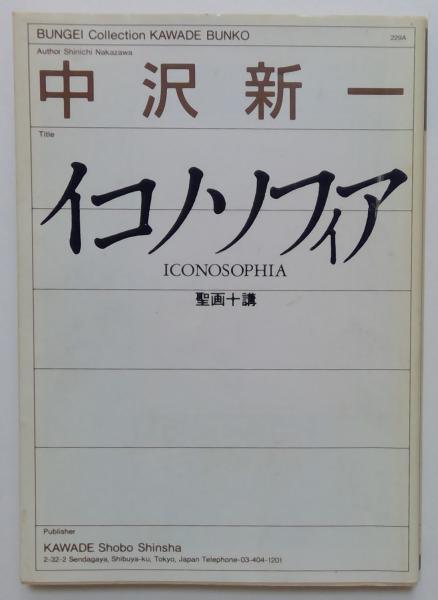 BUNGEI Collection KAWADE BUNKO 229A
Author Shinichi Nakazawa
中沢新一
Title
イコノソフィア
ICONOSOPHIA
聖画十講
Publisher
KAWADE Shobo Shinsha
2-32-2 Sendagaya, Shibuya-ku, Tokyo, Japan Telephone-03-404-1201